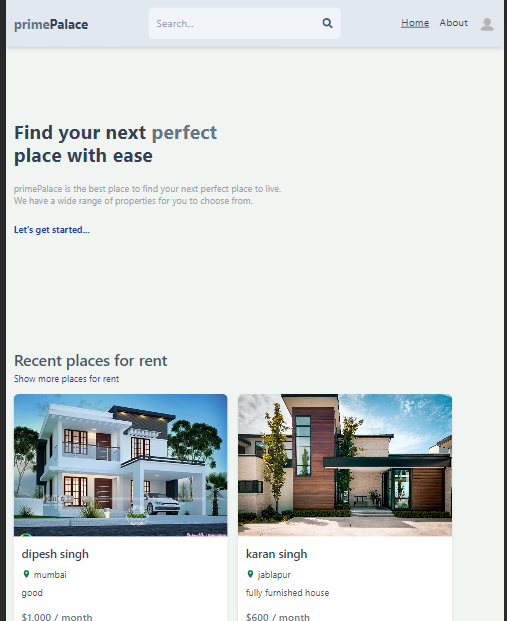 primePalace
Search...
Home
About
Find your next perfect
place with ease
primePalace is the best place to find your next perfect place to live.
We have a wide range of properties for you to choose from.
Let's get started...
Recent places for rent
Show more places for rent
dipesh singh
mumbai
good
$1,000 / month
karan singh
jablapur
fully furnished house
$600 / month